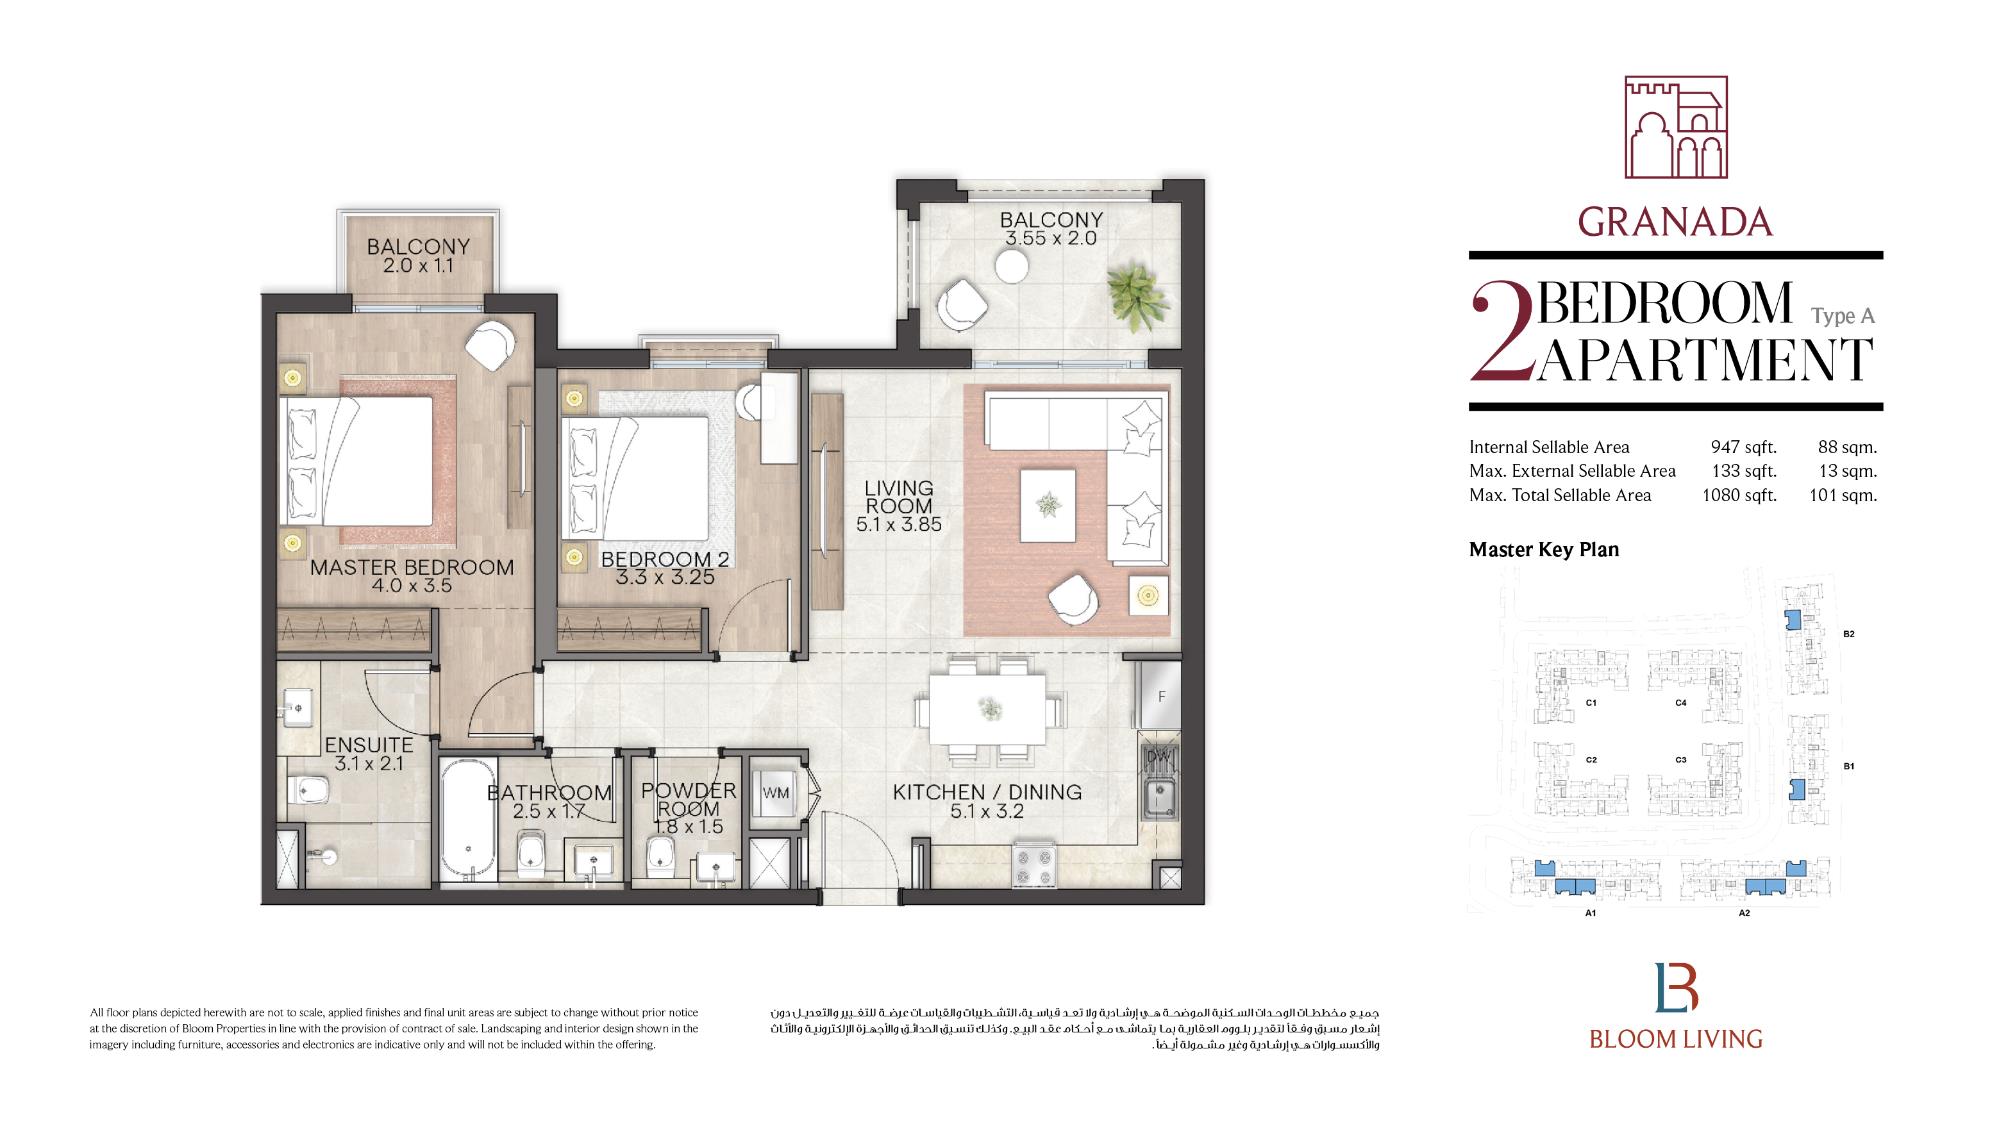 BALCONY
2.0 x 1.1
BALCONY
3.55 x 2.0
MASTER BEDROOM
4.0 x 3.5
BEDROOM 2
3.3 x 3.25
LIVING
ROOM
5.1 x 3.85
F
ENSUITE
3.1 x 2.1
BATHROOM
2.5 x 1.7
POWDER
ROOM
1.8 x 1.5
WM
KITCHEN / DINING
5.1 x 3.2
DW
GRANADA
2 BEDROOM Type A
APARTMENT
Internal Sellable Area 947 sqft. 88 sqm.
Max. External Sellable Area 133 sqft. 13 sqm.
Max. Total Sellable Area 1080 sqft. 101 sqm.
Master Key Plan
B2
C1 C4
C2 C3
B1
A1 A2
BLOOM LIVING
All floor plans depicted herewith are not to scale, applied finishes and final unit areas are subject to change without prior notice
at the discretion of Bloom Properties in line with the provision of contract of sale. Landscaping and interior design shown in the
imagery including furniture, accessories and electronics are indicative only and will not be included within the offering.
جميع مخططات الوحدات السكنية الموضحة هي إرشادية ولا تعد قياسية، التشطيبات والقياسات عرضة للتغيير والتعديل دون
إشعار مسبق وفقاً لتقدير بلووم العقارية بما يتماشى مع أحكام عقد البيع. وكذلك تنسيق الحدائق والأجهزة الإلكترونية والأثاث
والأكسسوارات هي إرشادية وغير مشمولة أيضاً.